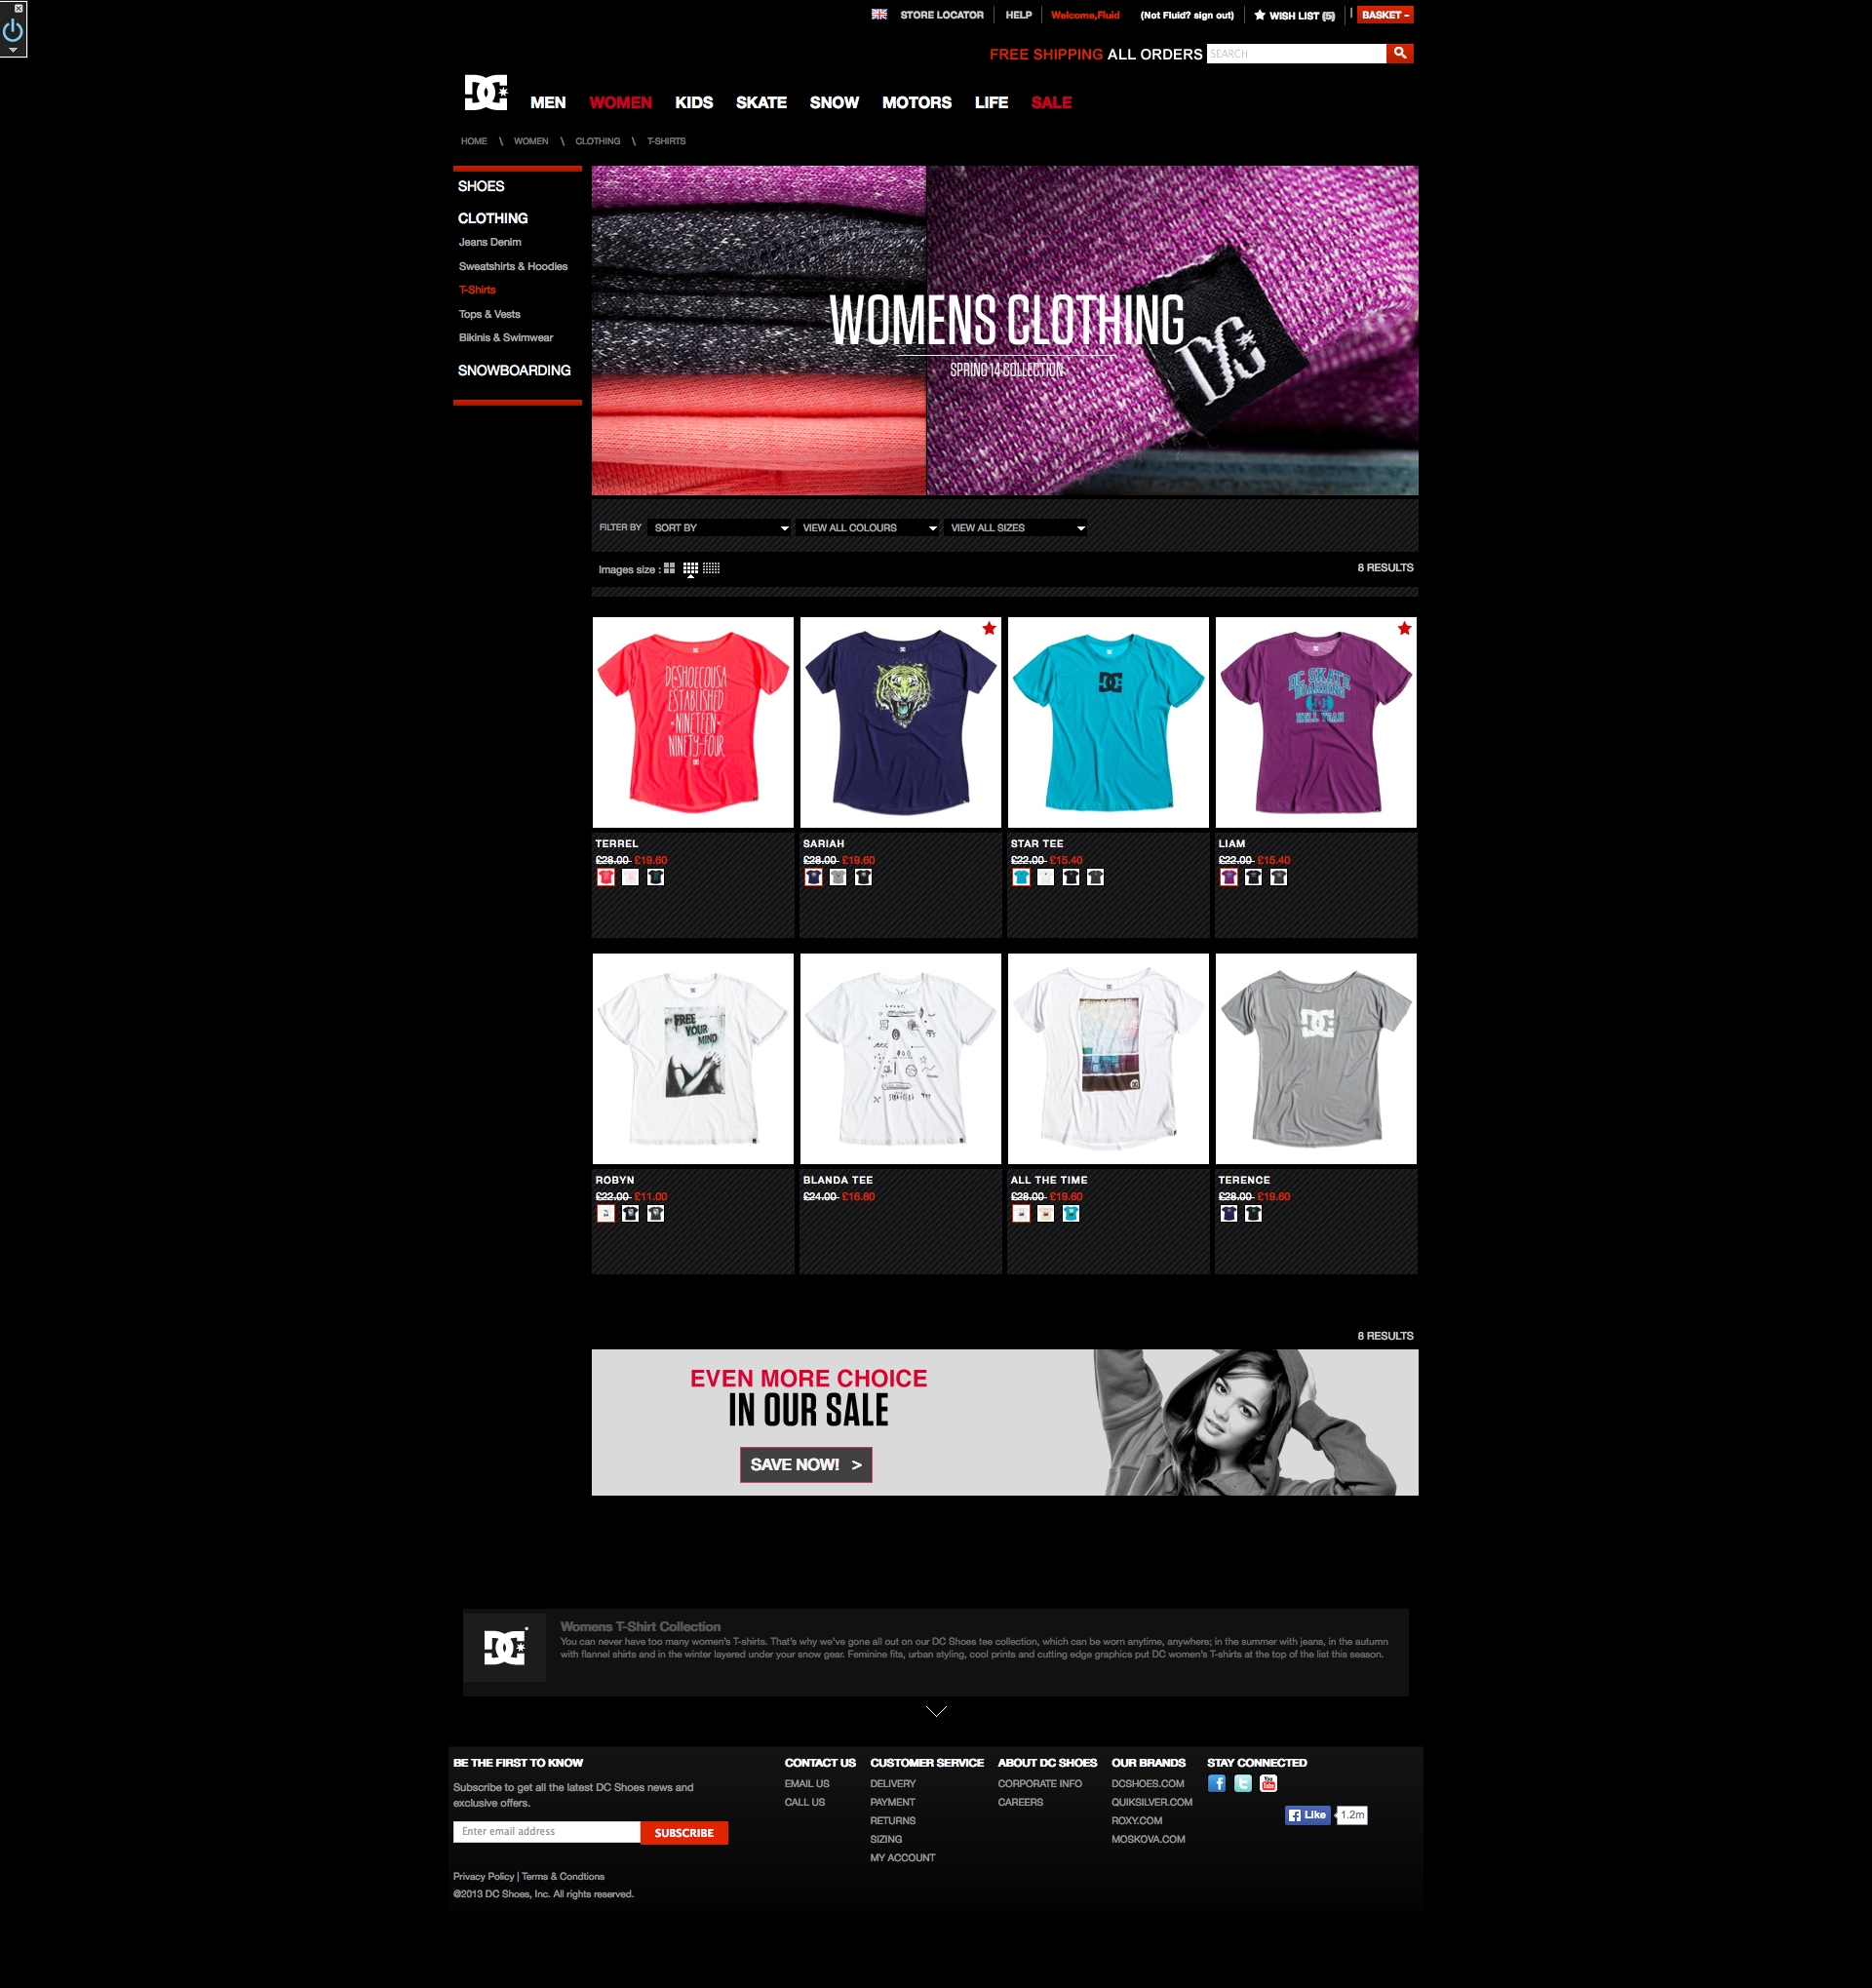 STORE LOCATOR HELP Welcome,Fluid (Not Fluid? sign out) WISH LIST (5) | BASKET -
FREE SHIPPING ALL ORDERS SEARCH
DC MEN WOMEN KIDS SKATE SNOW MOTORS LIFE SALE
HOME \ WOMEN \ CLOTHING \ T-SHIRTS
SHOES
CLOTHING
Jeans Denim
Sweatshirts & Hoodies
T-Shirts
Tops & Vests
Bikinis & Swimwear
SNOWBOARDING
WOMENS CLOTHING
SPRING 14 COLLECTION
DC
FILTER BY SORT BY VIEW ALL COLOURS VIEW ALL SIZES
Images size :
8 RESULTS
DCSHOECOUSA
ESTABLISHED
NINETEEN
NINETY-FOUR
DC
DC SKATE
BOARDING
DC
HELL YEAH
TERREL
£28.00 £19.60
SARIAH
£28.00 £19.60
STAR TEE
£22.00 £15.40
LIAM
£22.00 £15.40
FREE
YOUR
MIND
DC
ROBYN
£22.00 £11.00
BLANDA TEE
£24.00 £16.80
ALL THE TIME
£28.00 £19.60
TERENCE
£28.00 £19.60
8 RESULTS
EVEN MORE CHOICE
IN OUR SALE
SAVE NOW! >
DC
Womens T-Shirt Collection
You can never have too many women's T-shirts. That's why we've gone all out on our DC Shoes tee collection, which can be worn anytime, anywhere; in the summer with jeans, in the autumn
with flannel shirts and in the winter layered under your snow gear. Feminine fits, urban styling, cool prints and cutting edge graphics put DC women's T-shirts at the top of the list this season.
BE THE FIRST TO KNOW
Subscribe to get all the latest DC Shoes news and
exclusive offers.
Enter email address SUBSCRIBE
Privacy Policy | Terms & Condtions
@2013 DC Shoes, Inc. All rights reserved.
CONTACT US
EMAIL US
CALL US
CUSTOMER SERVICE
DELIVERY
PAYMENT
RETURNS
SIZING
MY ACCOUNT
ABOUT DC SHOES
CORPORATE INFO
CAREERS
OUR BRANDS
DCSHOES.COM
QUIKSILVER.COM
ROXY.COM
MOSKOVA.COM
STAY CONNECTED
You Tube
Like 1.2m